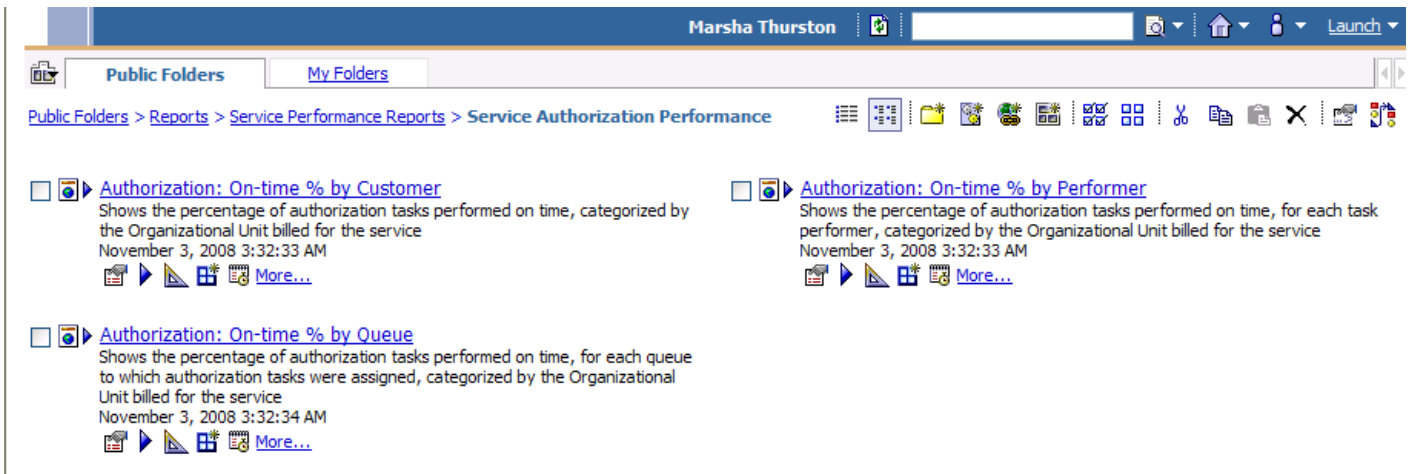 Marsha Thurston
Launch
Public Folders
My Folders
Public Folders > Reports > Service Performance Reports > Service Authorization Performance
Authorization: On-time % by Customer
Shows the percentage of authorization tasks performed on time, categorized by
the Organizational Unit billed for the service
November 3, 2008 3:32:33 AM
More...
Authorization: On-time % by Performer
Shows the percentage of authorization tasks performed on time, for each task
performer, categorized by the Organizational Unit billed for the service
November 3, 2008 3:32:33 AM
More...
Authorization: On-time % by Queue
Shows the percentage of authorization tasks performed on time, for each queue
to which authorization tasks were assigned, categorized by the Organizational
Unit billed for the service
November 3, 2008 3:32:34 AM
More...